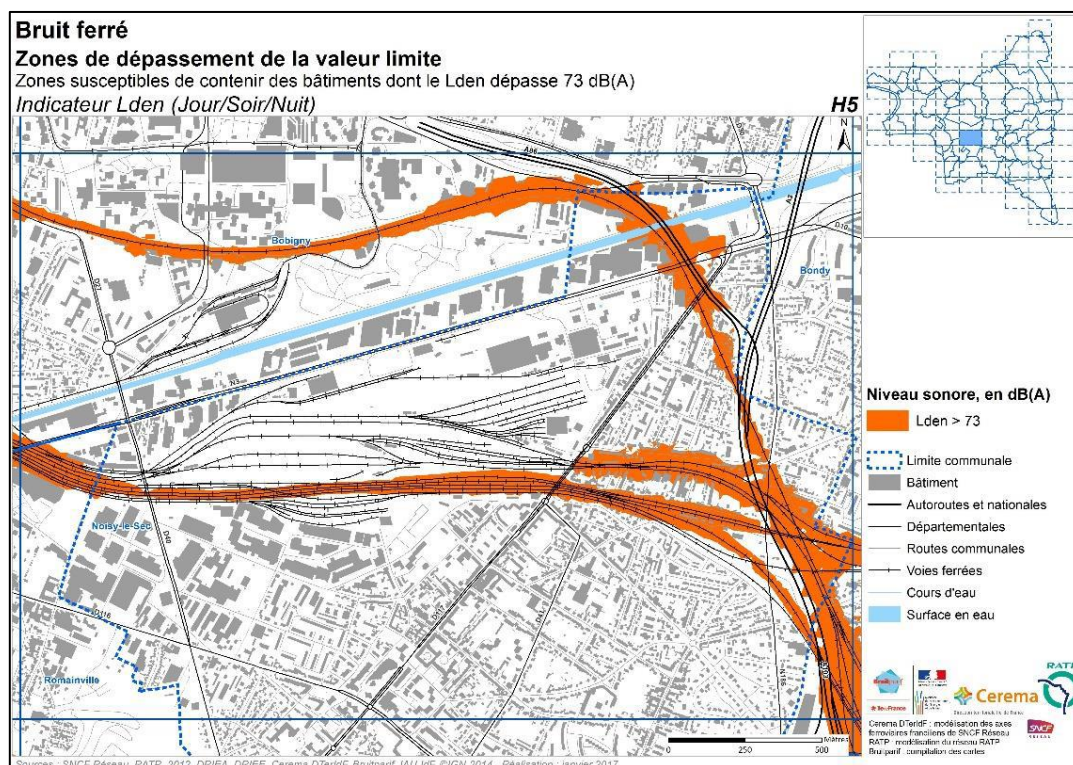 Bruit ferré
Zones de dépassement de la valeur limite
Zones susceptibles de contenir des bâtiments dont le Lden dépasse 73 dB(A)
Indicateur Lden (Jour/Soir/Nuit)
H5
N
A86
Bobigny
Bondy
N3
Noisy-le-Sec
D116
Romainville
D117
Niveau sonore, en dB(A)
Lden > 73
Limite communale
Bâtiment
Autoroutes et nationales
Départementales
Routes communales
Voies ferrées
Cours d'eau
Surface en eau
RATP
Cerema
Cerema DTerIdF : modélisation des axes
ferroviaires franciliens de SNCF Réseau
RATP : modélisation du réseau RATP
Bruitparif : compilation des cartes
SNCF
0
250
500
Mètres
Sources : SNCF Réseau, RATP, 2012, DRIEA, DRIEE, Cerema DTerIdF, Bruitparif, IAU IdF, ©IGN 2014 - Réalisation : janvier 2017